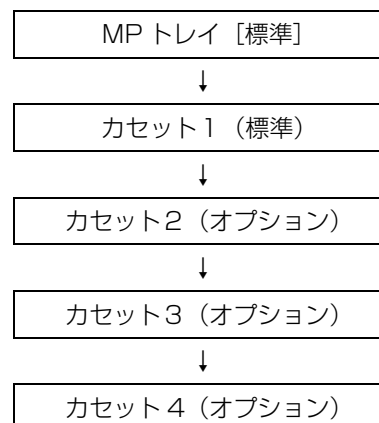 MP トレイ［標準］
↓
カセット１（標準）
↓
カセット２（オプション）
↓
カセット３（オプション）
↓
カセット４（オプション）